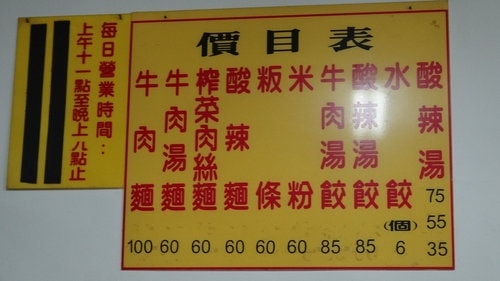 價目表
酸辣湯 75 55 35
水餃(個) 6
酸辣湯餃 85
牛肉湯餃 85
米粉 60
粄條 60
酸辣麵 60
榨菜肉絲麵 60
牛肉湯麵 60
牛肉麵 100
每日營業時間:
上午十一點至晚上八點止